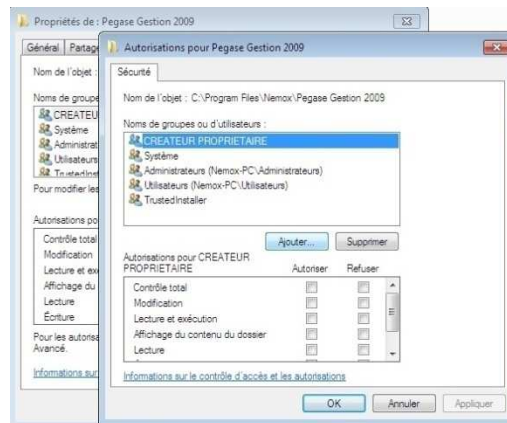 Propriétés de : Pegase Gestion 2009
Général Partage
Nom de l'objet :
Noms de groupe
CREATEU
Système
Administrat
Utilisateurs
TrustedInst
Pour modifier les
Autorisations po
Contrôle total
Modification
Lecture et ex
Affichage du
Lecture
Écriture
Pour les autorisa
Avancé.
Informations sur
Autorisations pour Pegase Gestion 2009
Sécurité
Nom de l'objet : C:\Program Files\Nemox\Pegase Gestion 2009
Noms de groupes ou d'utilisateurs :
CREATEUR PROPRIETAIRE
Système
Administrateurs (Nemox-PC\Administrateurs)
Utilisateurs (Nemox-PC\Utilisateurs)
TrustedInstaller
Ajouter... Supprimer
Autorisations pour CREATEUR
PROPRIETAIRE Autoriser Refuser
Contrôle total
Modification
Lecture et exécution
Affichage du contenu du dossier
Lecture
Informations sur le contrôle d'accès et les autorisations
OK Annuler Appliquer